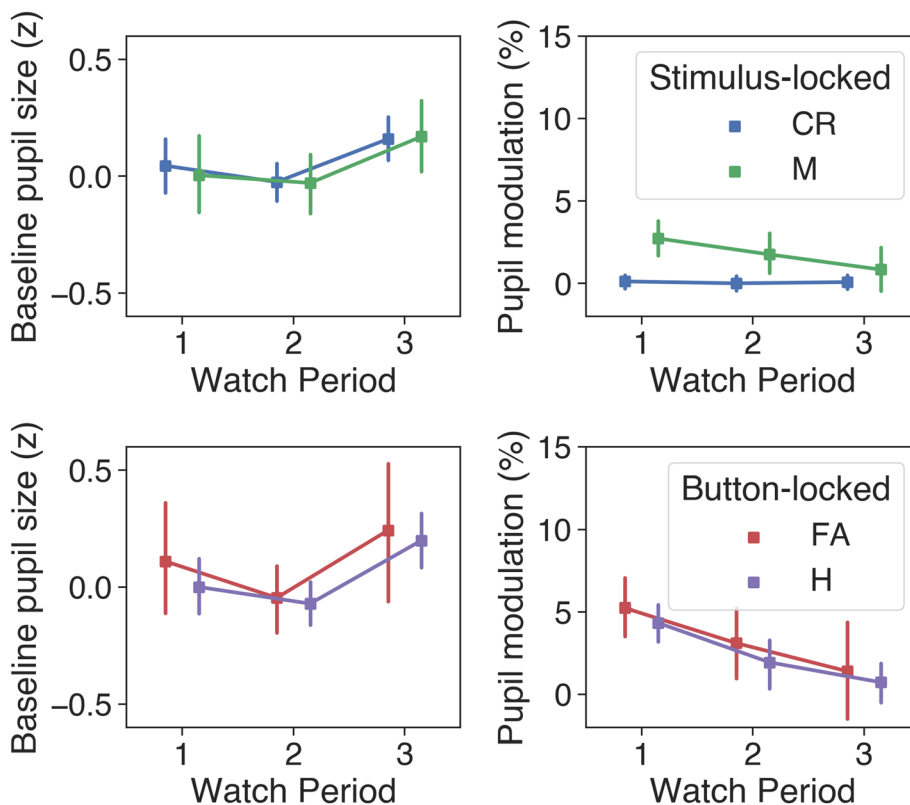 Baseline pupil size (z)
0.5
0.0
−0.5
1 2 3
Watch Period
Pupil modulation (%)
15
10
5
0
Stimulus-locked
CR
M
1 2 3
Watch Period
Baseline pupil size (z)
0.5
0.0
−0.5
1 2 3
Watch Period
Pupil modulation (%)
15
10
5
0
Button-locked
FA
H
1 2 3
Watch Period